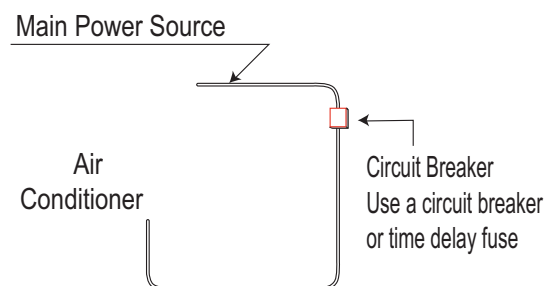 Main Power Source
Air
Conditioner
Circuit Breaker
Use a circuit breaker
or time delay fuse